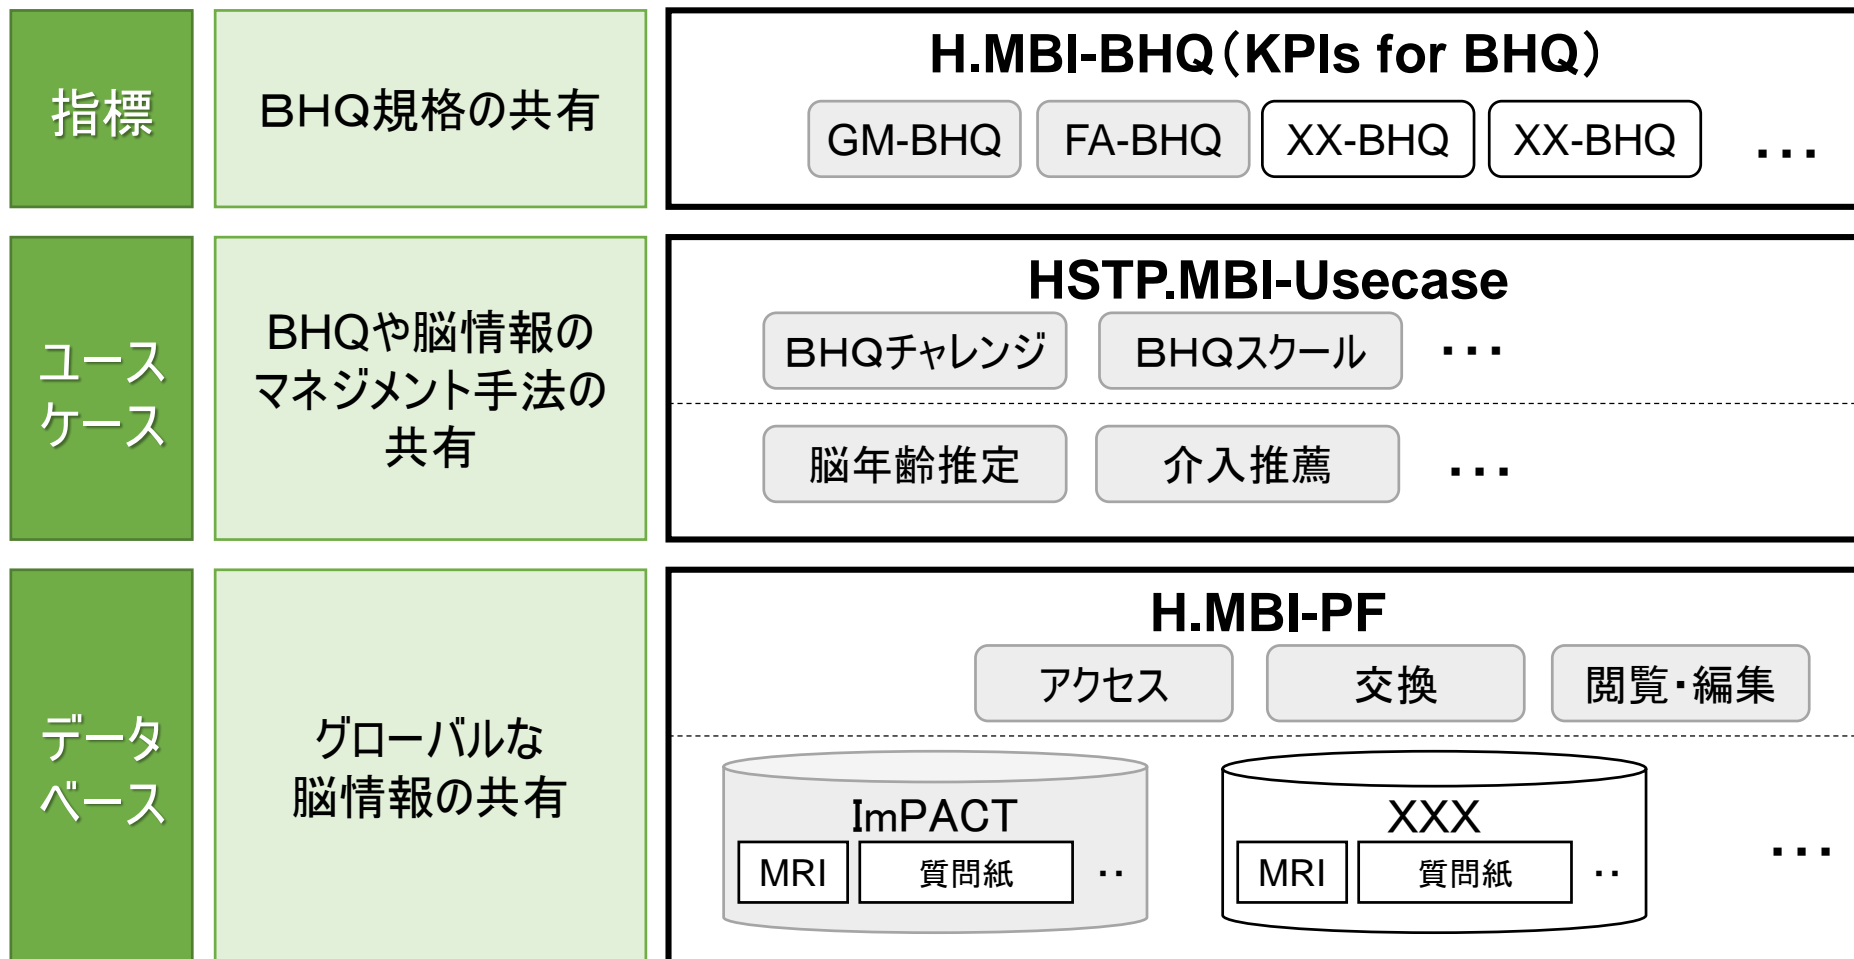 指標
BHQ規格の共有
H.MBI-BHQ（KPIs for BHQ）
GM-BHQ
FA-BHQ
XX-BHQ
XX-BHQ
...
ユース
ケース
BHQや脳情報の
マネジメント手法の
共有
HSTP.MBI-Usecase
BHQチャレンジ
BHQスクール
...
脳年齢推定
介入推薦
...
データ
ベース
グローバルな
脳情報の共有
H.MBI-PF
アクセス
交換
閲覧・編集
ImPACT
MRI
質問紙
..
XXX
MRI
質問紙
..
...